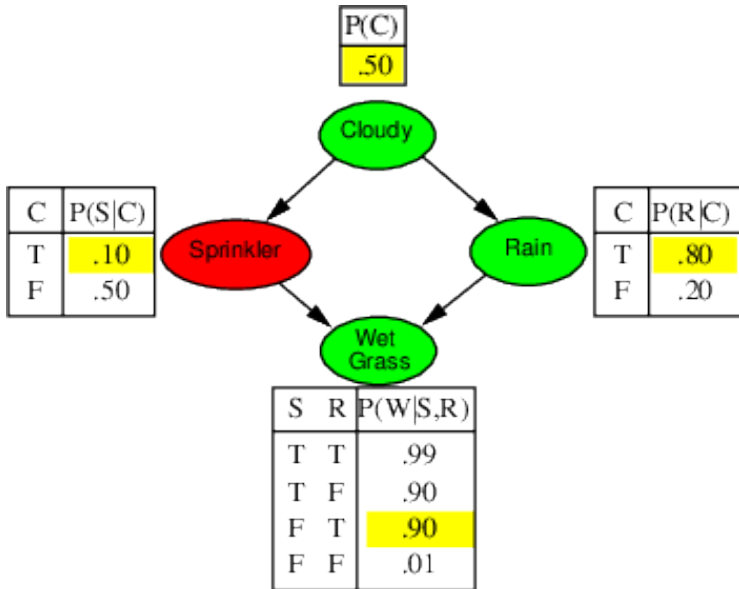 P(C)
.50
Cloudy
C P(S|C)
T .10
F .50
Sprinkler
Rain
C P(R|C)
T .80
F .20
Wet
Grass
S R P(W|S,R)
T T .99
T F .90
F T .90
F F .01